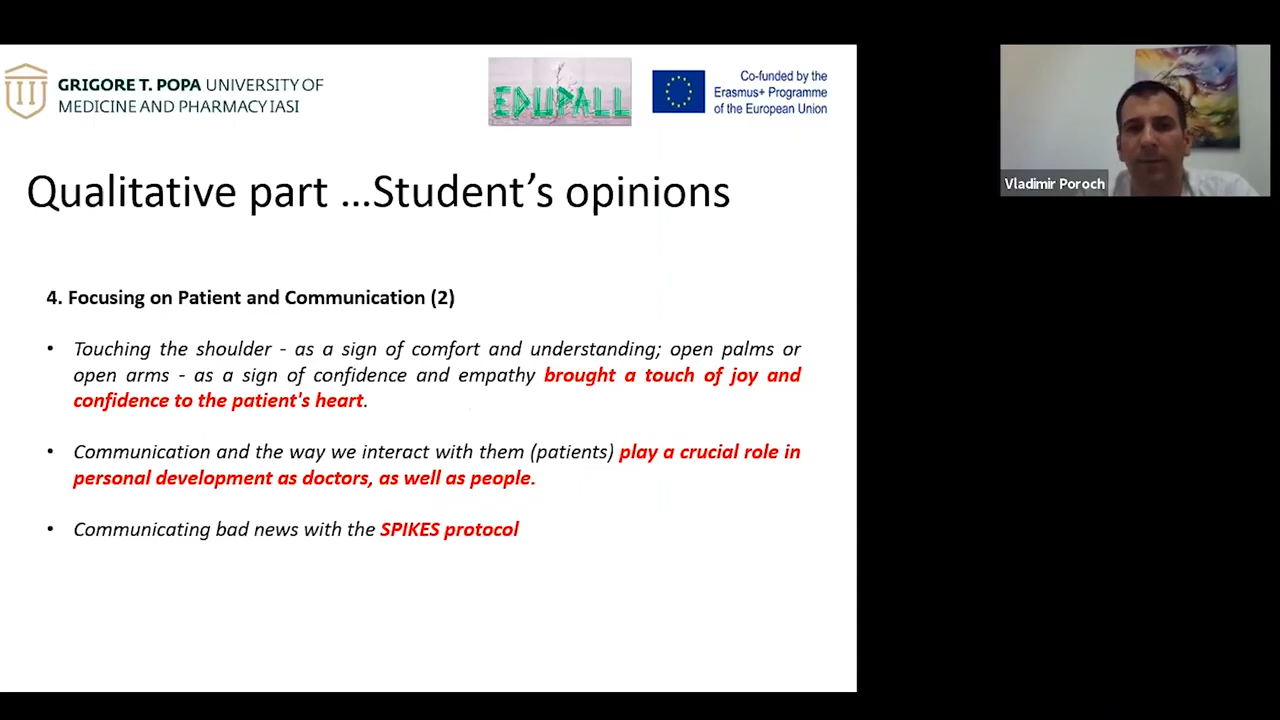 GRIGORE T. POPA UNIVERSITY OF
MEDICINE AND PHARMACY IASI
EDUPALL
Co-funded by the
Erasmus+ Programme
of the European Union
Vladimir Poroch
Qualitative part …Student’s opinions
4. Focusing on Patient and Communication (2)
• Touching the shoulder - as a sign of comfort and understanding; open palms or
open arms - as a sign of confidence and empathy brought a touch of joy and
confidence to the patient's heart.
• Communication and the way we interact with them (patients) play a crucial role in
personal development as doctors, as well as people.
• Communicating bad news with the SPIKES protocol